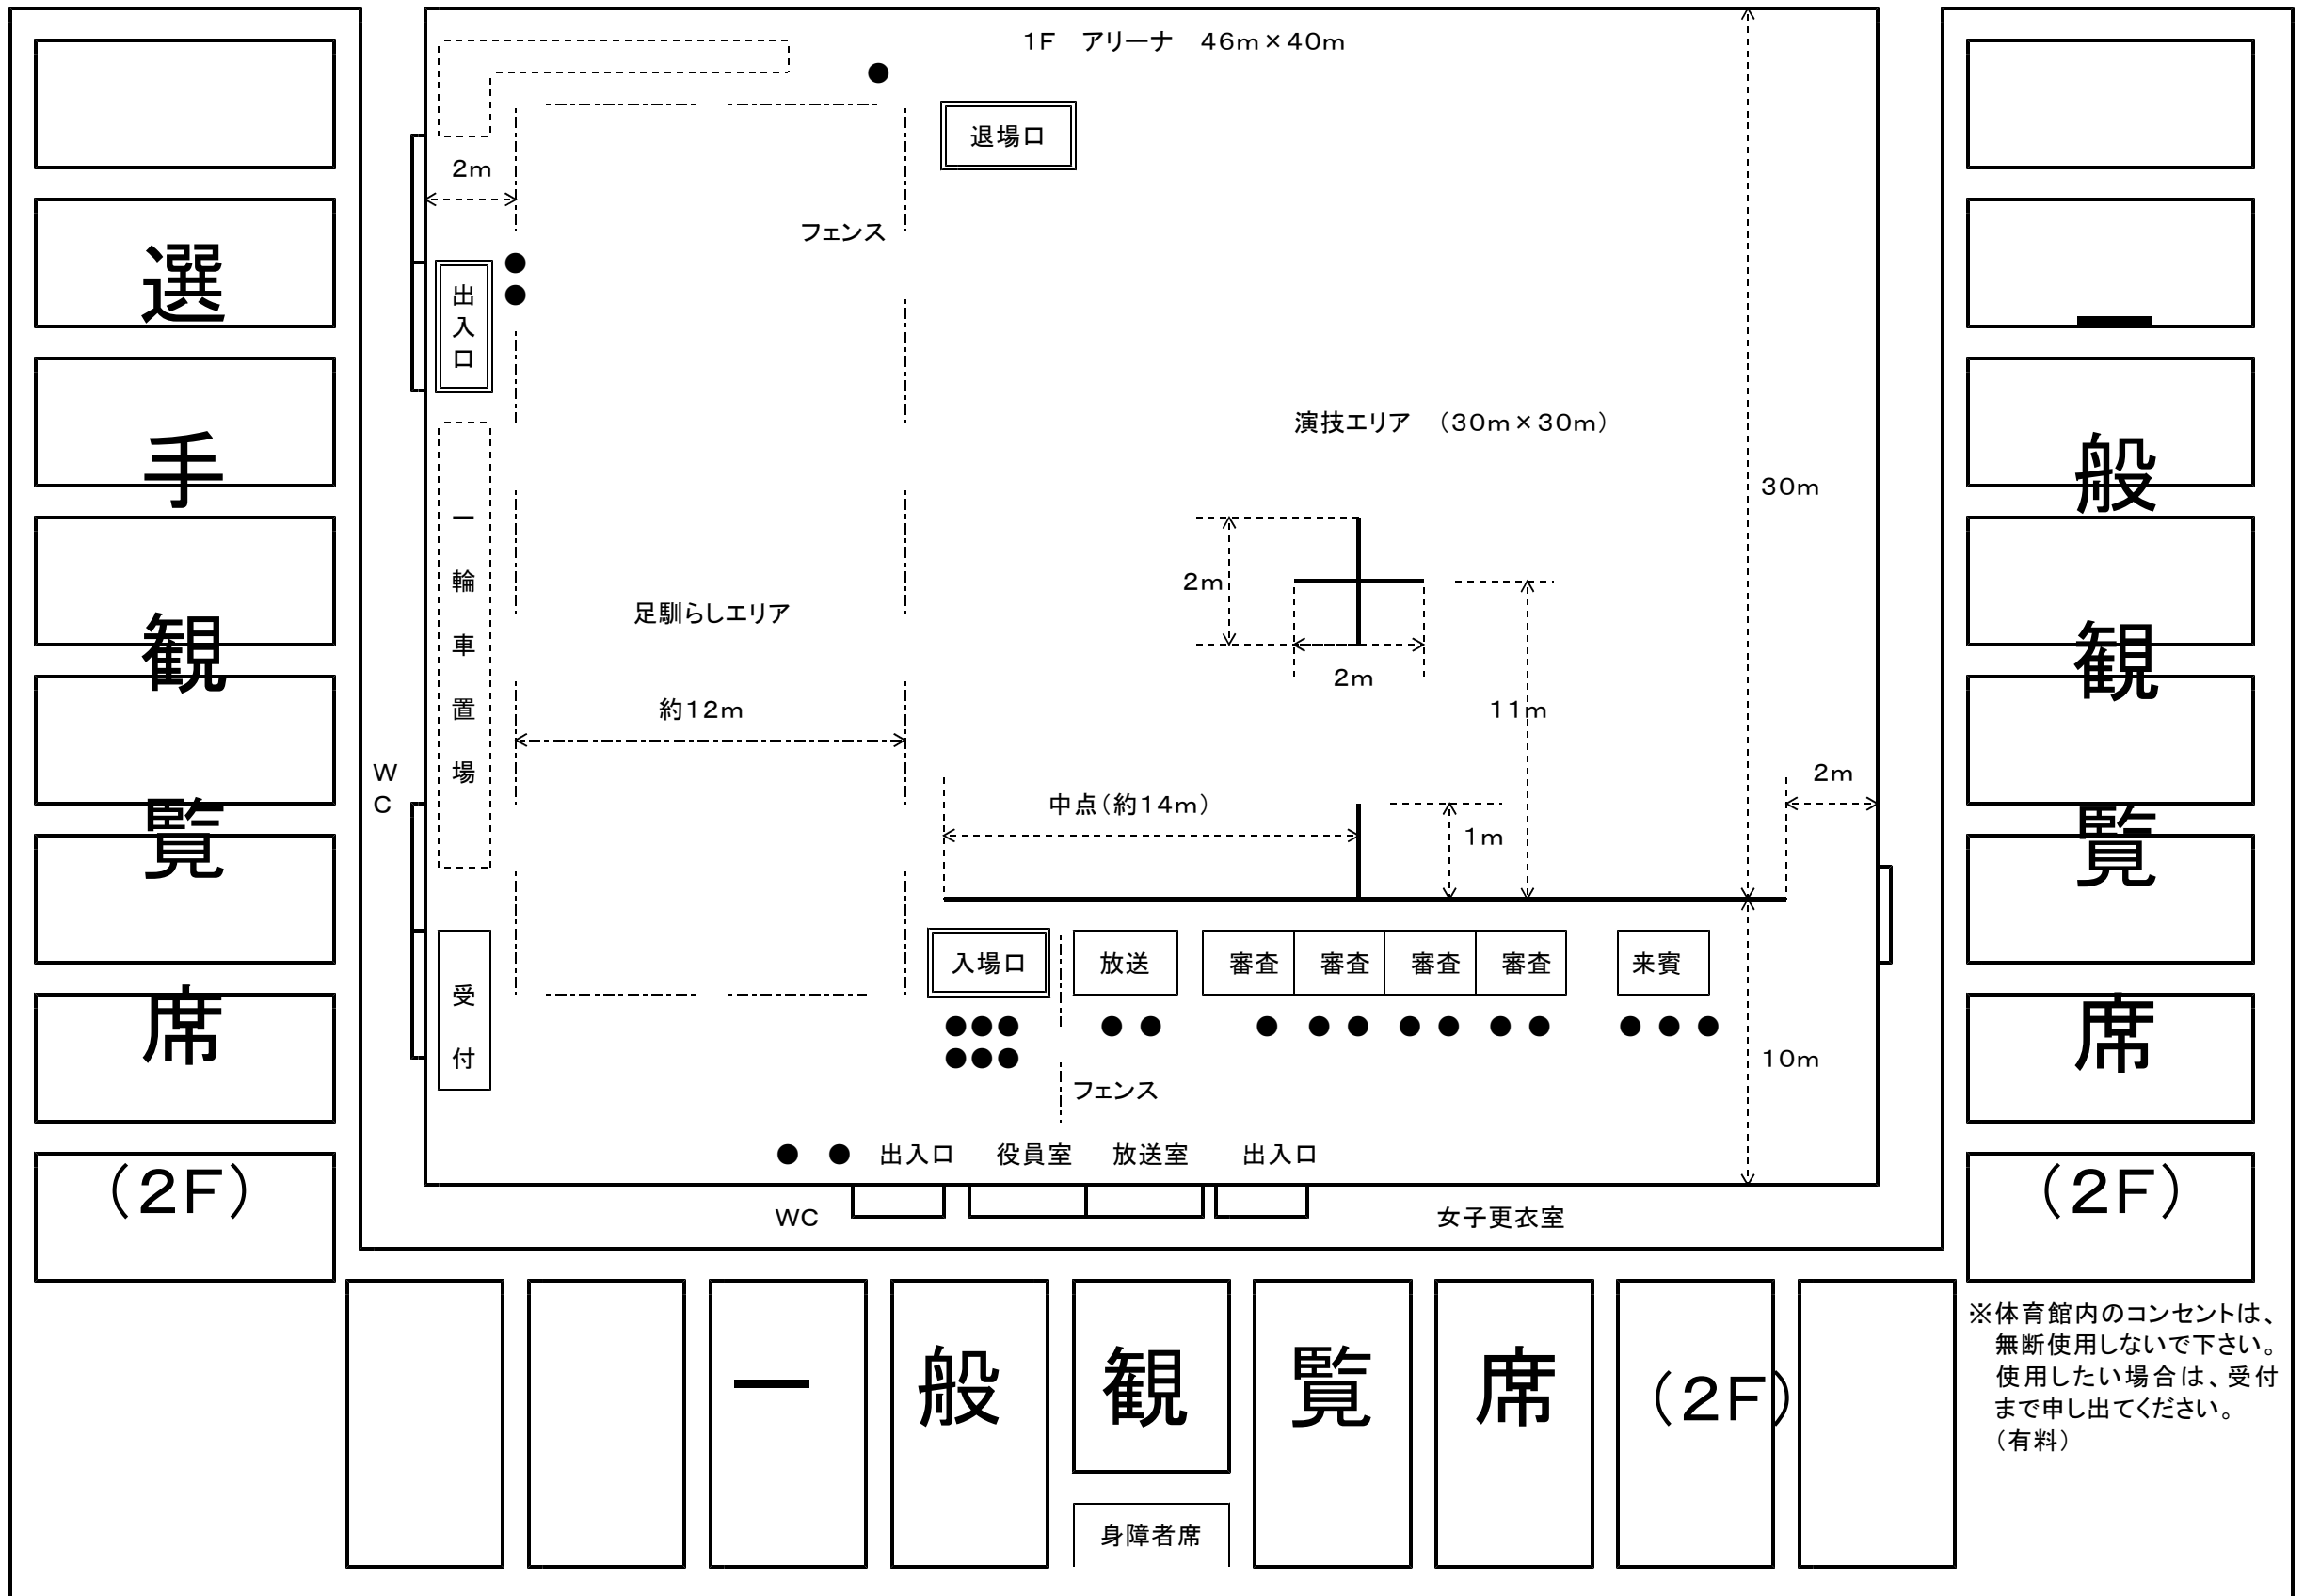 1F　アリーナ　46m×40m
退場口
2m
フェンス
出入口
演技エリア　（30m×30m）
30m
一輪車置場
2m
足馴らしエリア
2m
約12m
11m
WC
2m
中点（約14m）
1m
入場口
放送
審査
審査
審査
審査
来賓
受付
10m
フェンス
出入口
役員室
放送室
出入口
WC
女子更衣室
選手観覧席
（2F）
一般観覧席
（2F）
一般観覧席（2F）
身障者席
※体育館内のコンセントは、
無断使用しないで下さい。
使用したい場合は、受付
まで申し出てください。
（有料）